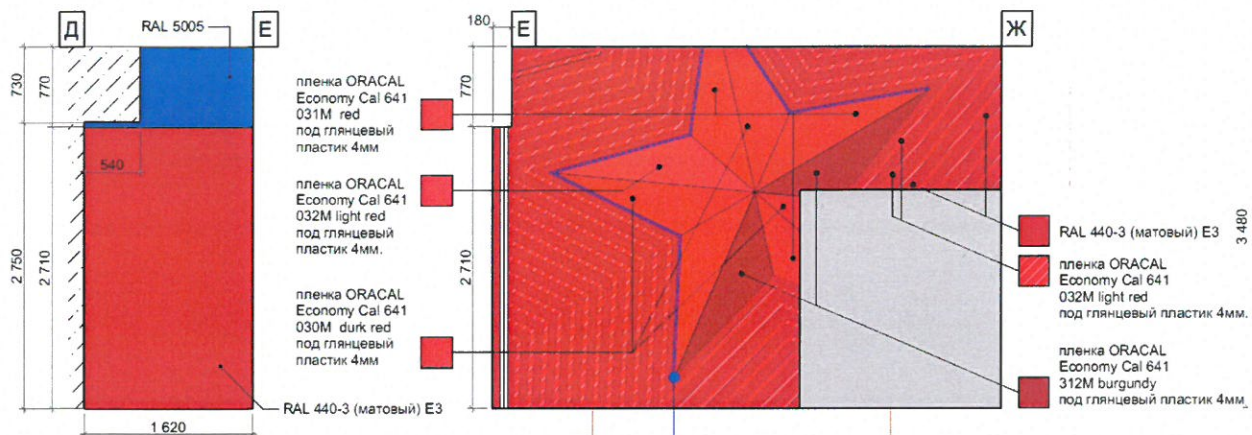 Д
RAL 5005
Е
730
770
540
2 750
2 710
1 620
RAL 440-3 (матовый) E3
пленка ORACAL
Economy Cal 641
031M red
под глянцевый
пластик 4мм
пленка ORACAL
Economy Cal 641
032M light red
под глянцевый
пластик 4мм.
пленка ORACAL
Economy Cal 641
030M durk red
под глянцевый
пластик 4мм
180
Е
Ж
770
2 710
3 480
RAL 440-3 (матовый) E3
пленка ORACAL
Economy Cal 641
032M light red
под глянцевый пластик 4мм.
пленка ORACAL
Economy Cal 641
312M burgundy
под глянцевый пластик 4мм